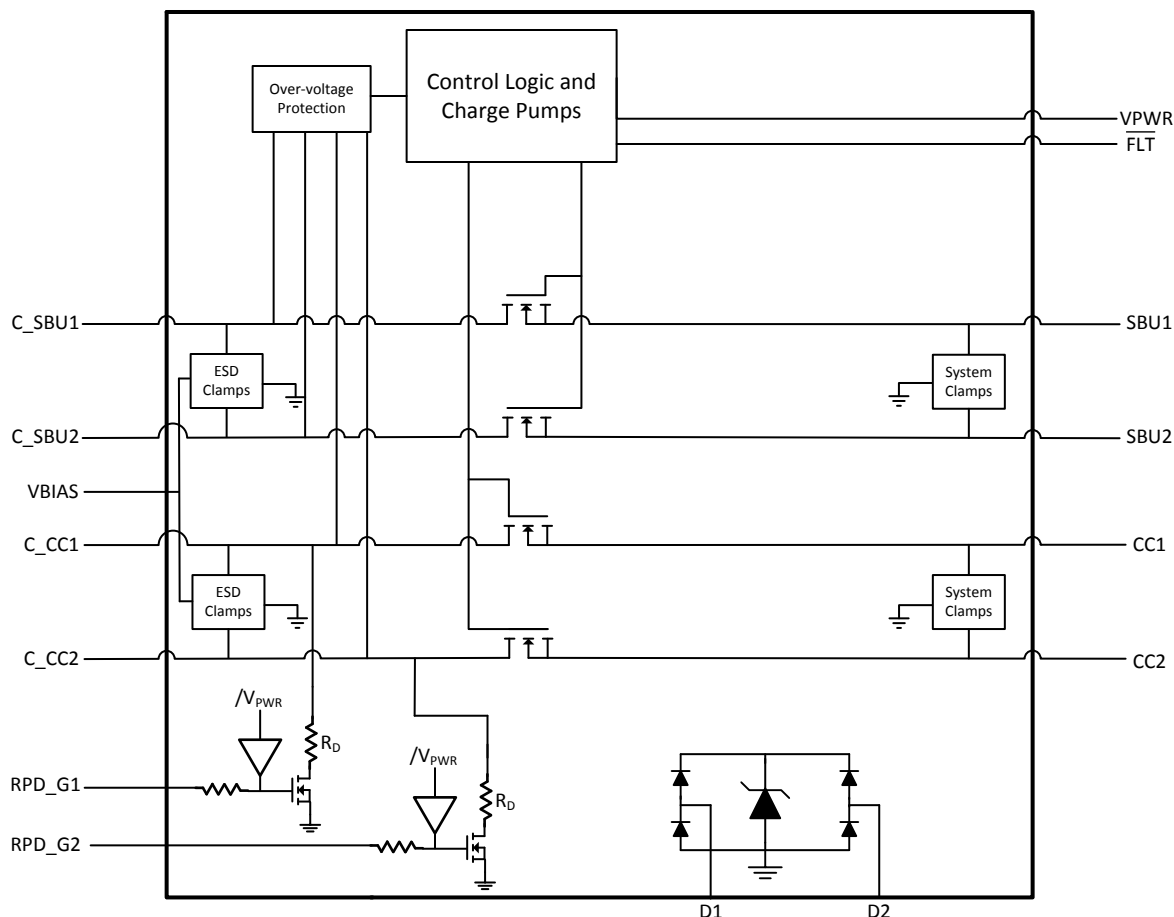 Control Logic and
Charge Pumps
Over-voltage
Protection
VPWR
FLT
C_SBU1
SBU1
ESD
Clamps
System
Clamps
C_SBU2
SBU2
VBIAS
C_CC1
CC1
ESD
Clamps
System
Clamps
C_CC2
CC2
/VPWR
RD
/VPWR
RPD_G1
RD
RPD_G2
D1
D2